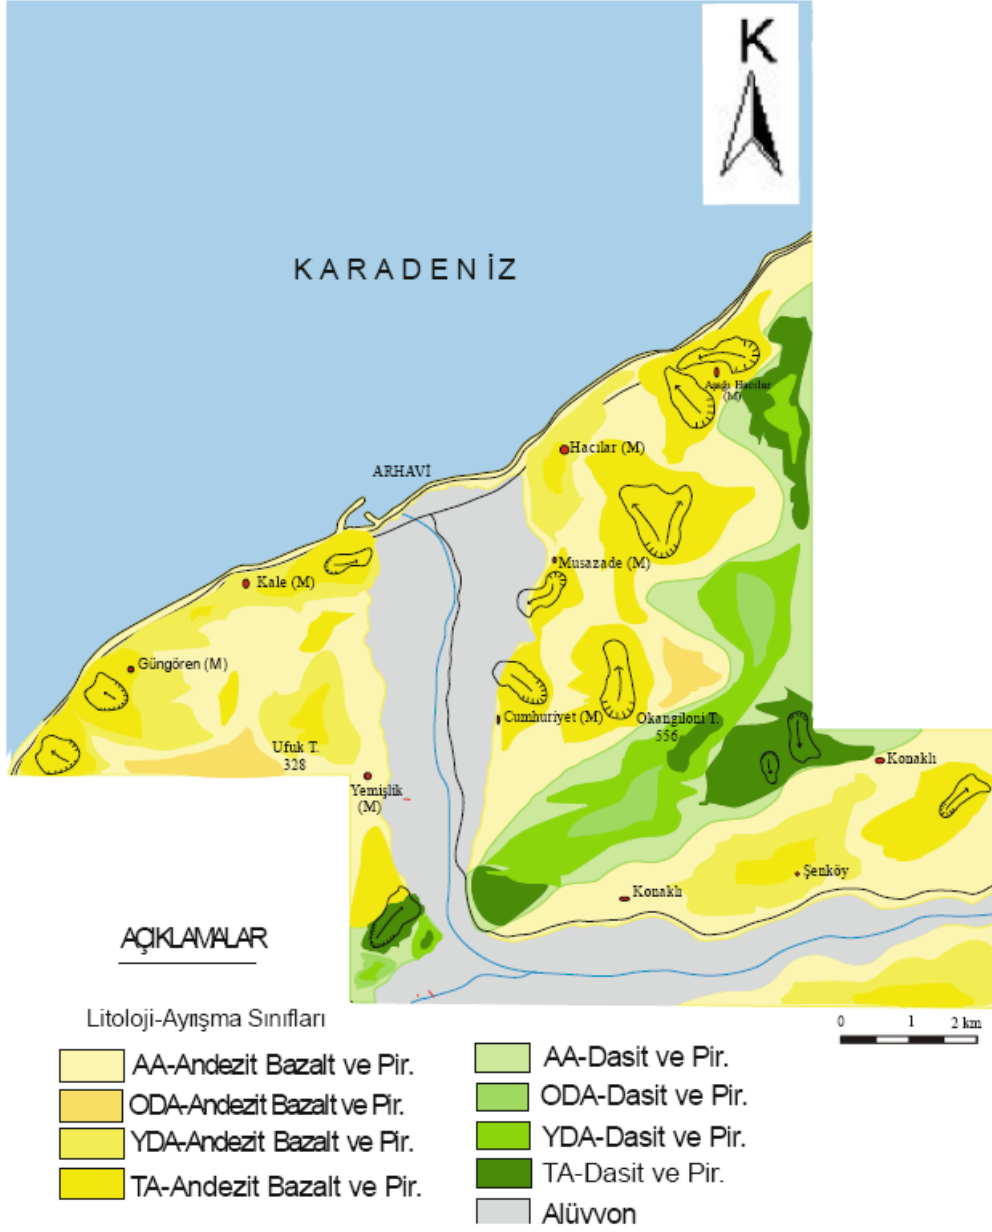 K
KARADENİZ
Aşağı Hacılar
(M)
Hacılar (M)
ARHAVİ
Musazade (M)
Kale (M)
Güngören (M)
Cumhuriyet (M)
Okangiloni T.
556
Ufuk T.
328
Konaklı
Yemişlik
(M)
Şenköy
Konaklı
AÇIKLAMALAR
Litoloji-Ayrışma Sınıfları
0 1 2 km
AA-Andezit Bazalt ve Pir.
ODA-Andezit Bazalt ve Pir.
YDA-Andezit Bazalt ve Pir.
TA-Andezit Bazalt ve Pir.
AA-Dasit ve Pir.
ODA-Dasit ve Pir.
YDA-Dasit ve Pir.
TA-Dasit ve Pir.
Alüvvon